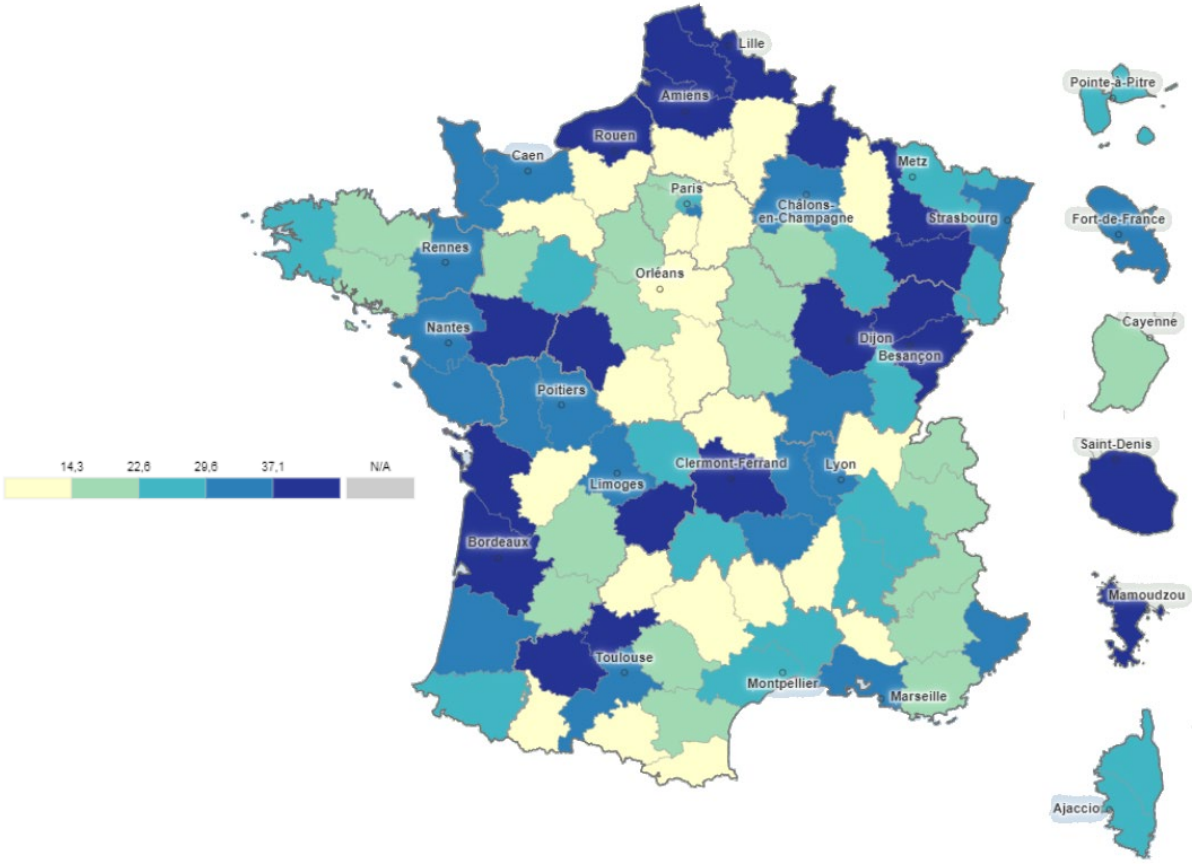 Lille
Pointe-à-Pitre
Amiens
Rouen
Caen
Metz
Paris
Châlons-
en-Champagne
Strasbourg
Fort-de-France
Rennes
Orléans
Nantes
Dijon
Besançon
Cayenne
Poitiers
Saint-Denis
14,3 22,6 29,6 37,1 N/A
Clermont-Ferrand
Lyon
Limoges
Bordeaux
Mamoudzou
Toulouse
Montpellier
Marseille
Ajaccio